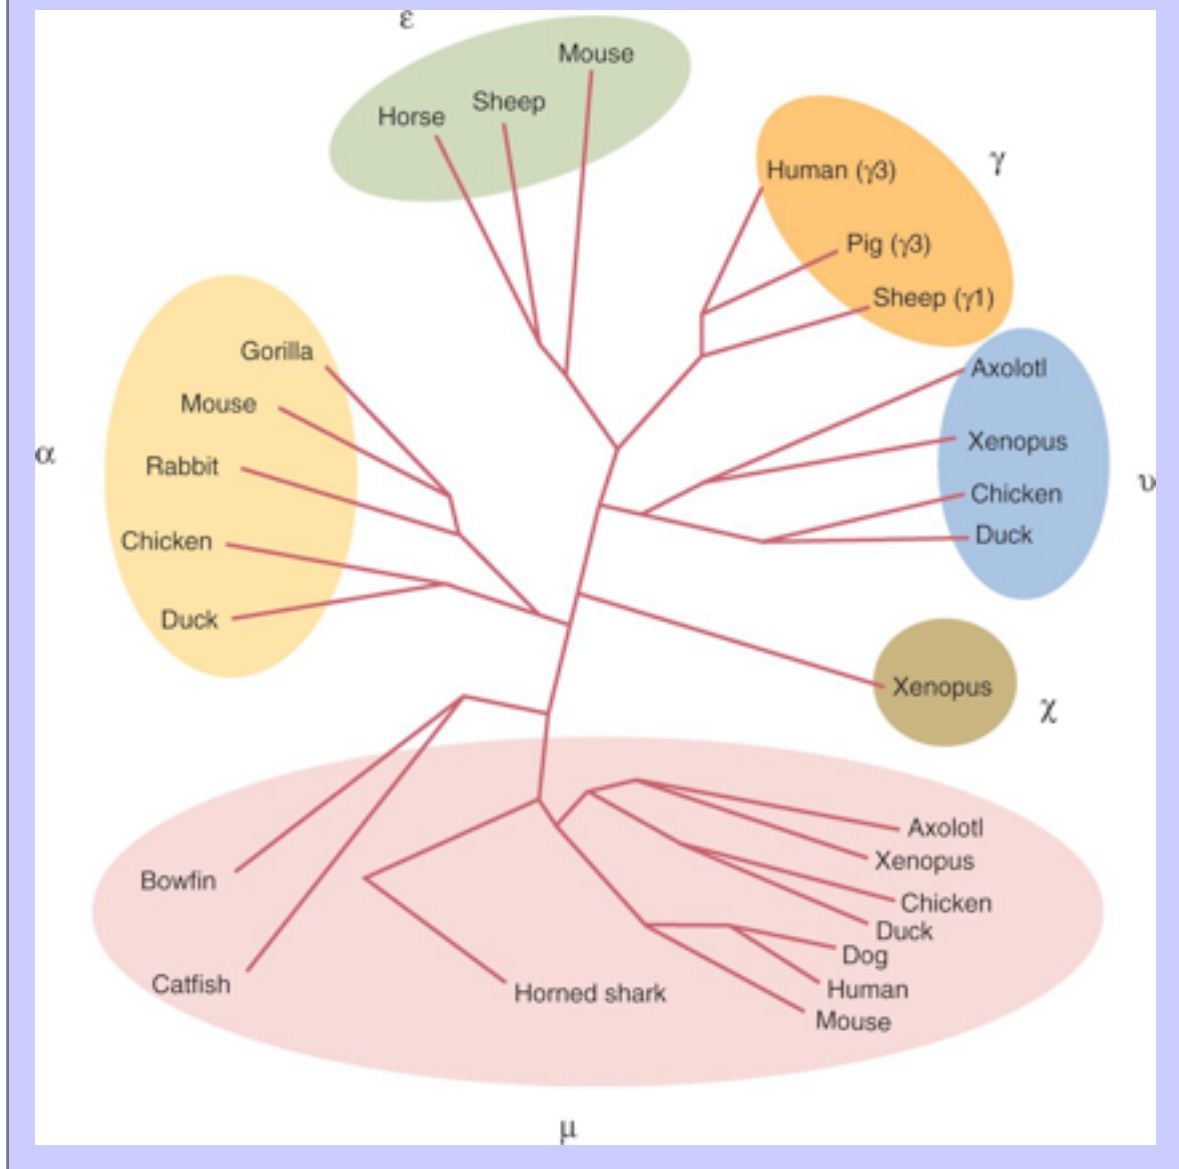 ε
Mouse
Sheep
Horse
γ
Human (γ3)
Pig (γ3)
Sheep (γ1)
α
Gorilla
Mouse
Rabbit
Chicken
Duck
υ
Axolotl
Xenopus
Chicken
Duck
Xenopus
χ
Bowfin
Catfish
Horned shark
Axolotl
Xenopus
Chicken
Duck
Dog
Human
Mouse
μ